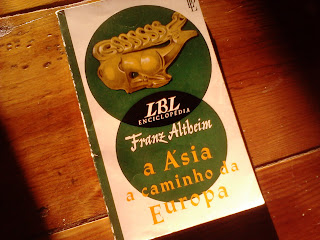 LBL
ENCICLOPÉDIA
Franz Altheim
a Ásia
a caminho da
Europa